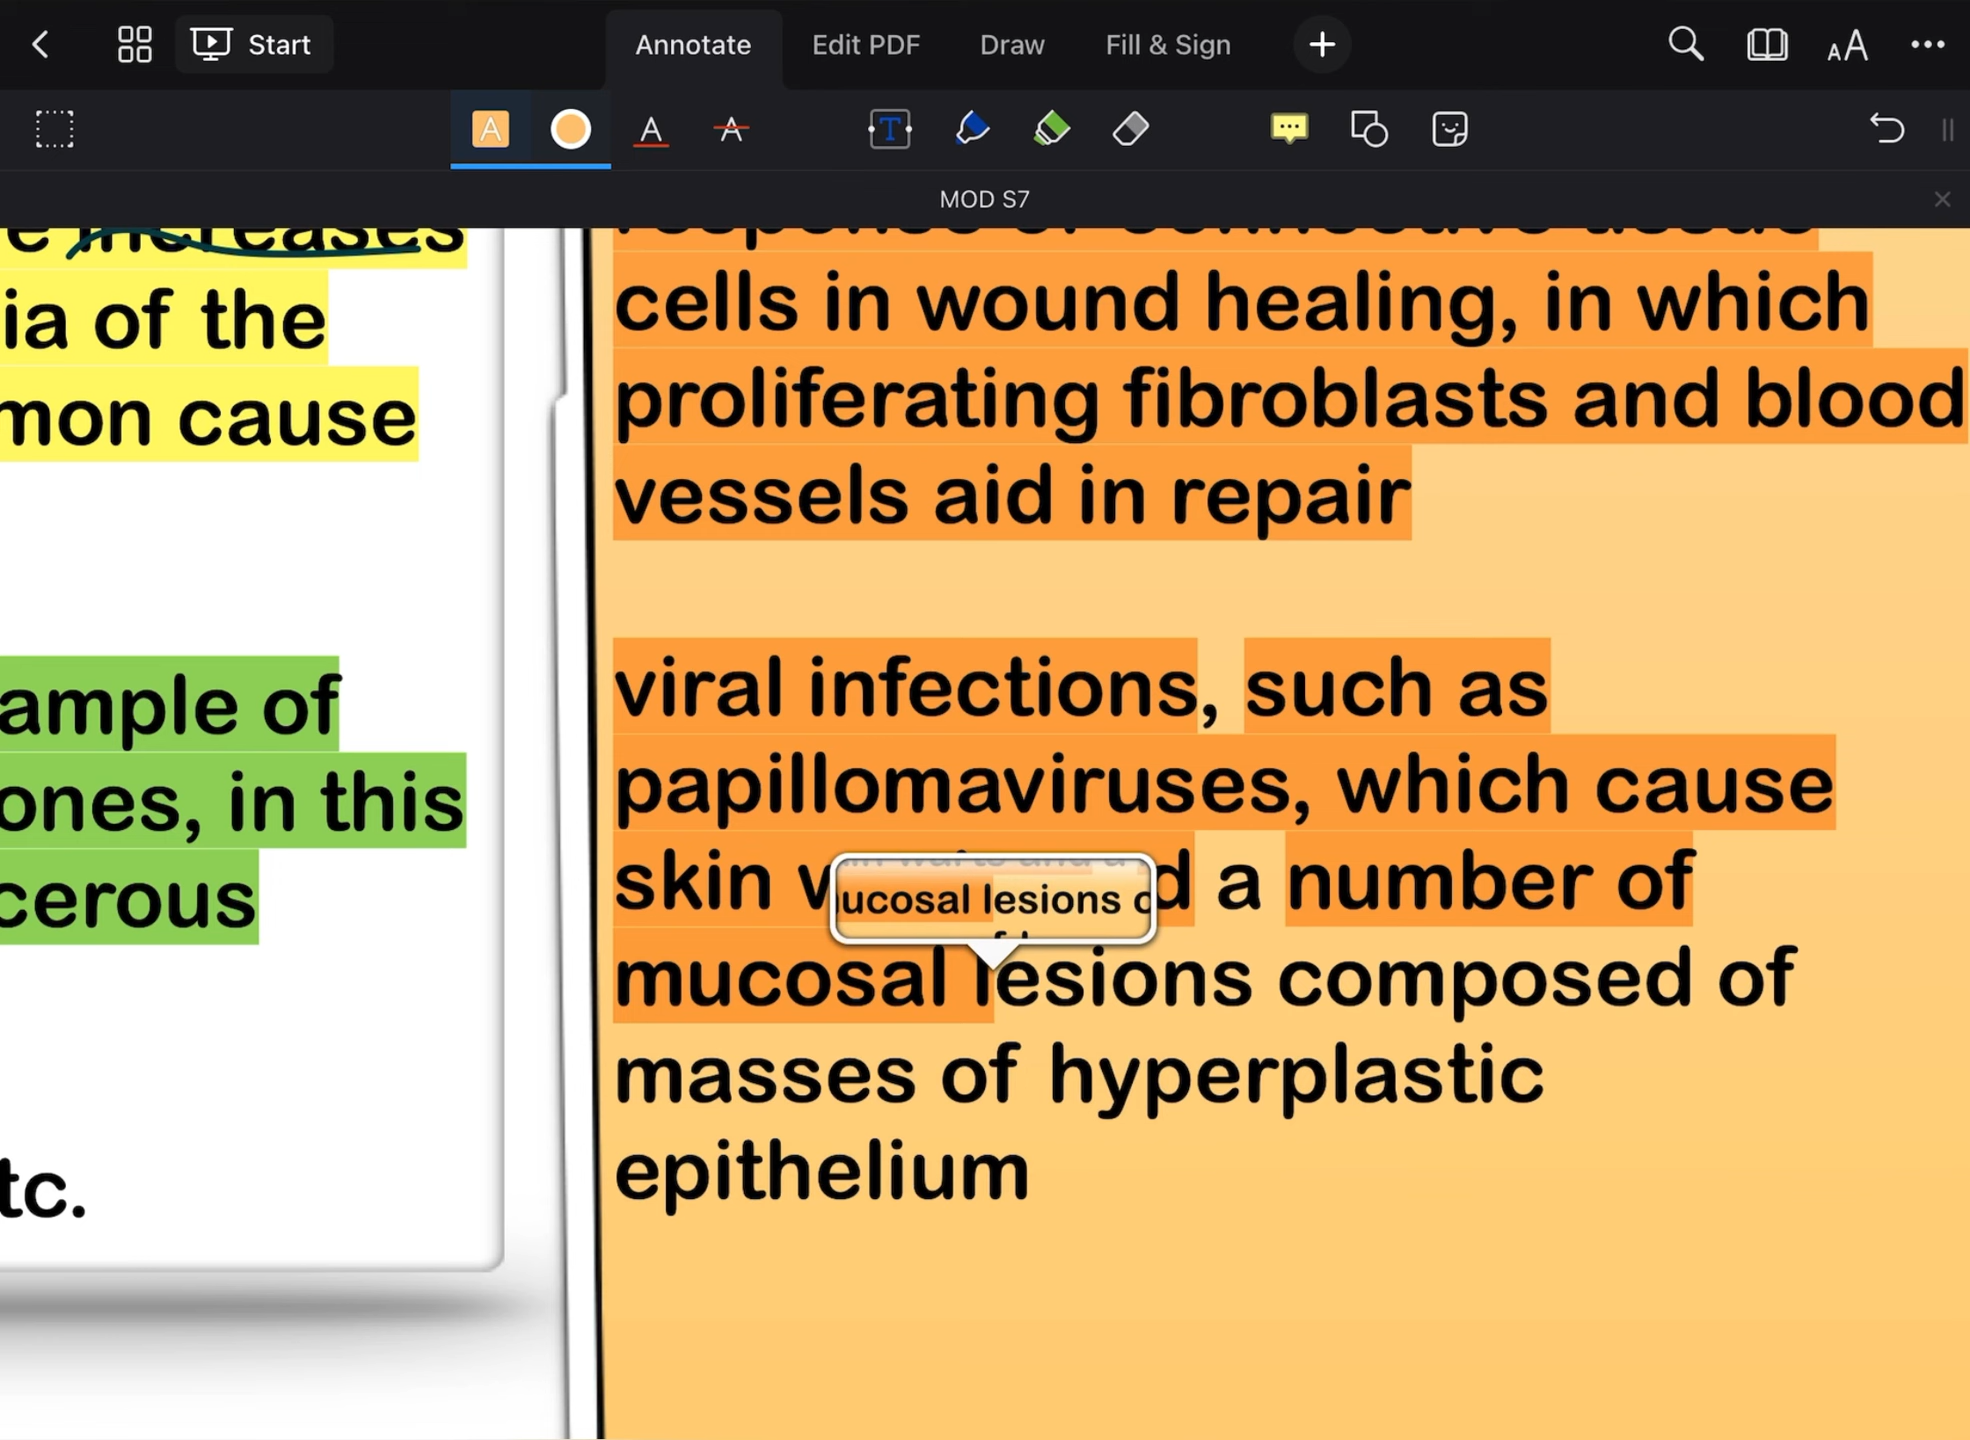 Start
Annotate
Edit PDF
Draw
Fill & Sign
MOD S7
increases
ia of the
mon cause
ample of
ones, in this
cerous
tc.
cells in wound healing, in which
proliferating fibroblasts and blood
vessels aid in repair
viral infections, such as
papillomaviruses, which cause
skin w d a number of
ucosal lesions c
mucosal lesions composed of
masses of hyperplastic
epithelium